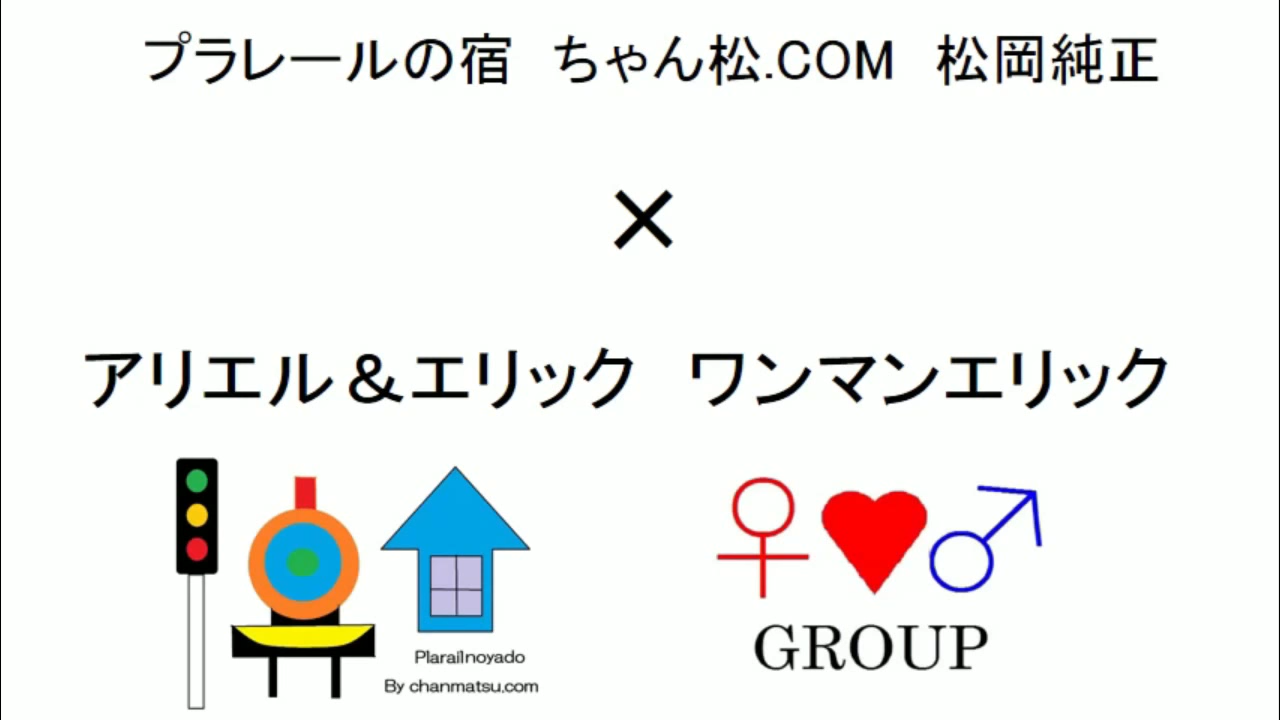 プラレールの宿　ちゃん松.COM　松岡純正
×
アリエル＆エリック　ワンマンエリック
Plarailnoyado
By chanmatsu.com
GROUP